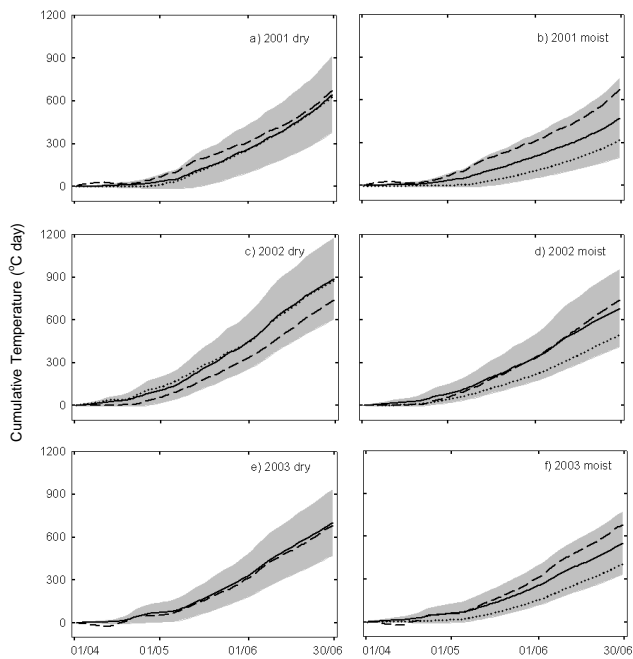 1200
a) 2001 dry
b) 2001 moist
900
600
300
0
Cumulative Temperature (°C day)
1200
c) 2002 dry
d) 2002 moist
900
600
300
0
1200
e) 2003 dry
f) 2003 moist
900
600
300
0
01/04 01/05 01/06 30/06 01/04 01/05 01/06 30/06